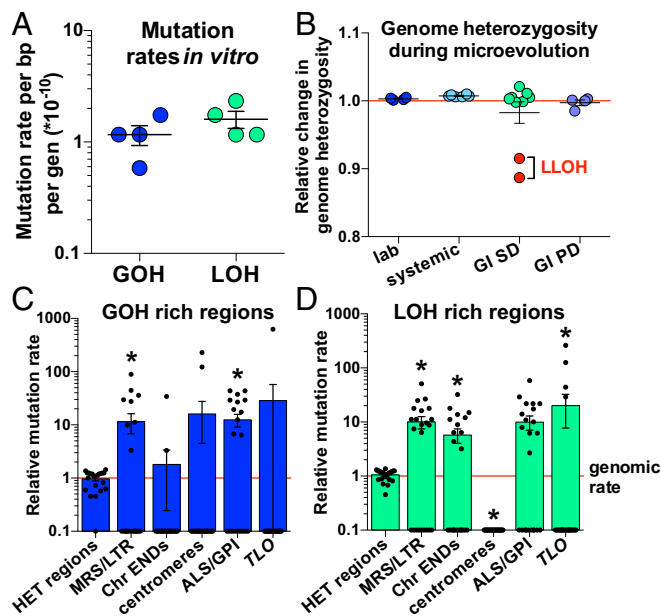 A
Mutation
rates in vitro
Mutation rate per bp
per gen (*10⁻¹⁰)
1
0.1
GOH
LOH
B
Genome heterozygosity
during microevolution
Relative change in
genome heterozygosity
1.1
1.0
0.9
0.8
LLOH
lab
systemic
GI SD
GI PD
C
GOH rich regions
Relative mutation rate
1000
100
10
1
0.1
*
*
HET regions
MRS/LTR
Chr ENDs
centromeres
ALS/GPI
TLO
D
LOH rich regions
Relative mutation rate
1000
100
10
1
0.1
*
*
*
*
genomic
rate
HET regions
MRS/LTR
Chr ENDs
centromeres
ALS/GPI
TLO